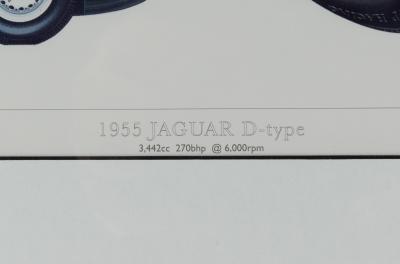 1955 JAGUAR D-type
3,442cc 270bhp @ 6,000rpm